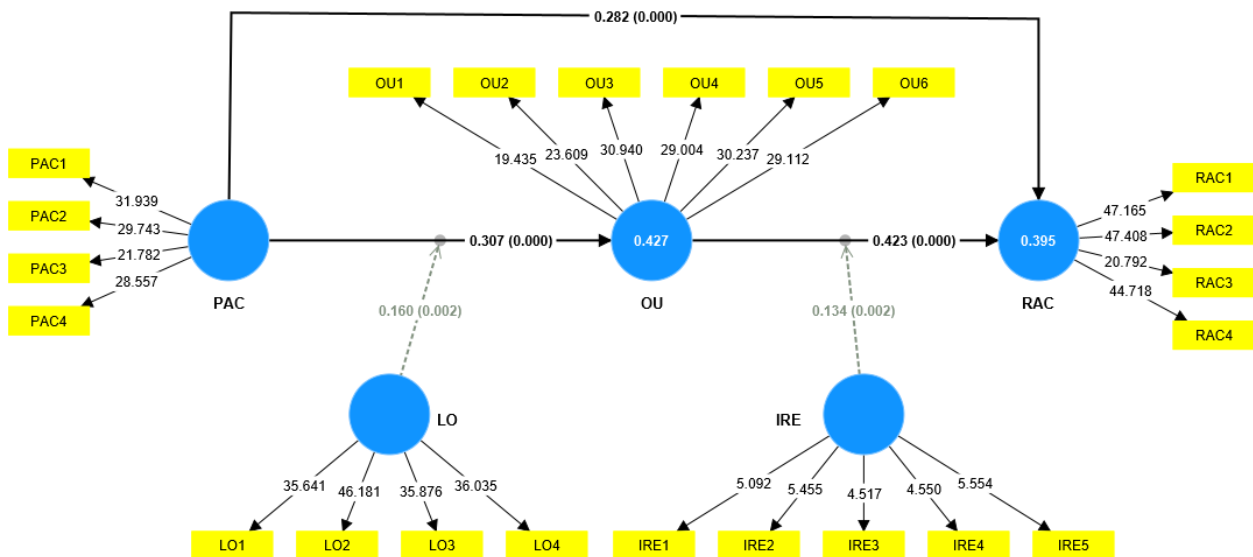 0.282 (0.000)
OU1
OU2
OU3
OU4
OU5
OU6
19.435
23.609
30.940
29.004
30.237
29.112
PAC1
PAC2
PAC3
PAC4
31.939
29.743
21.782
28.557
PAC
0.307 (0.000)
0.427
OU
0.423 (0.000)
0.395
RAC
47.165
47.408
20.792
44.718
RAC1
RAC2
RAC3
RAC4
0.160 (0.002)
0.134 (0.002)
LO
IRE
35.641
46.181
35.876
36.035
5.092
5.455
4.517
4.550
5.554
LO1
LO2
LO3
LO4
IRE1
IRE2
IRE3
IRE4
IRE5